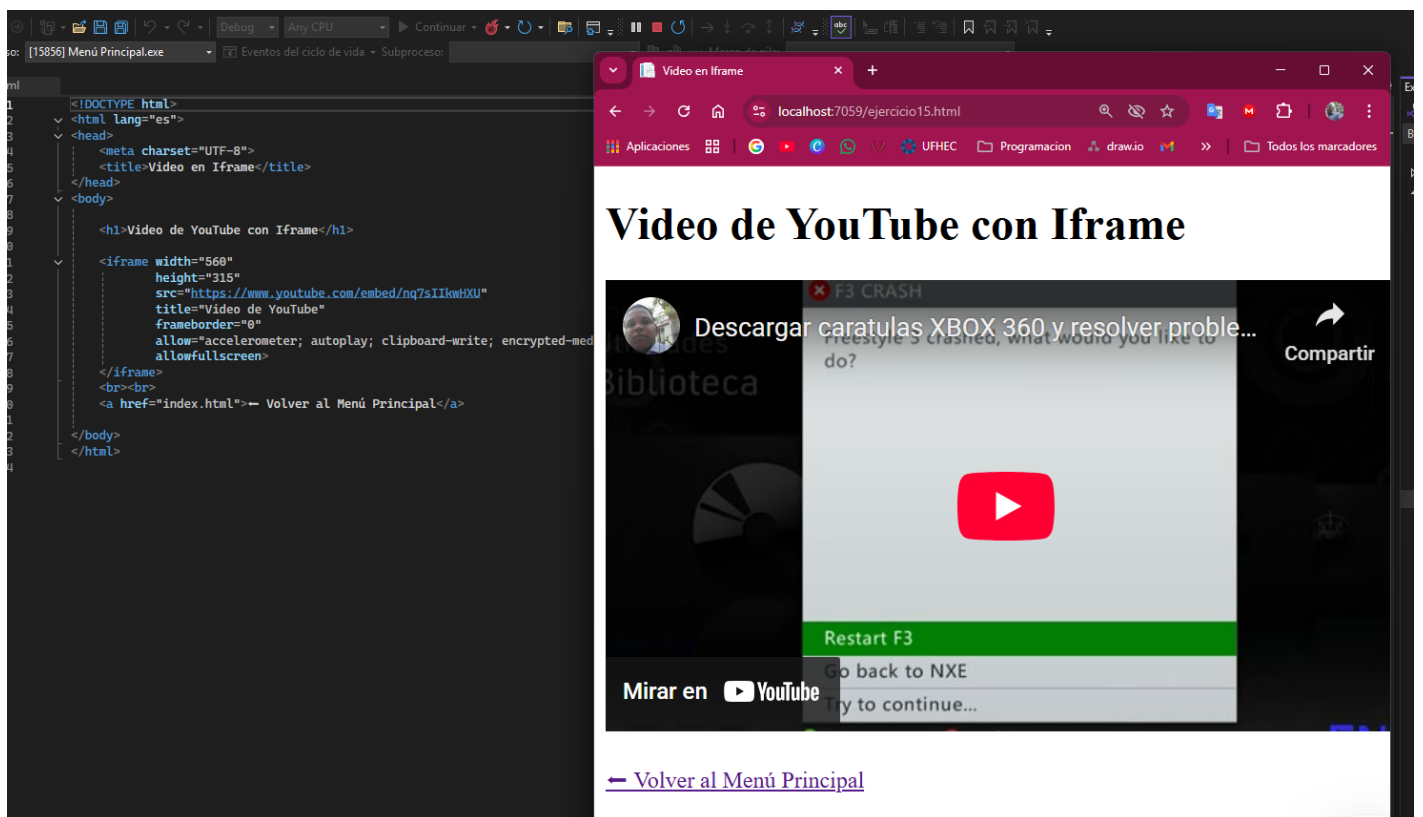 Debug
Any CPU
Continuar
so: [15856] Menú Principal.exe
Eventos del ciclo de vida
Subproceso:
ml
<!DOCTYPE html>
<html lang="es">
<head>
<meta charset="UTF-8">
<title>Video en Iframe</title>
</head>
<body>
<h1>Video de YouTube con Iframe</h1>
<iframe width="560"
height="315"
src="https://www.youtube.com/embed/nq7sIIkwHXU"
title="Video de YouTube"
frameborder="0"
allow="accelerometer; autoplay; clipboard-write; encrypted-med
allowfullscreen>
</iframe>
<br><br>
<a href="index.html">⬅ Volver al Menú Principal</a>
</body>
</html>
Video en Iframe
localhost:7059/ejercicio15.html
Aplicaciones
UFHEC
Programacion
draw.io
»
Todos los marcadores
Video de YouTube con Iframe
F3 CRASH
Descargar caratulas XBOX 360 y resolver proble...
Compartir
Freestyle 3 crashed, what would you like to
do?
Biblioteca
Restart F3
Go back to NXE
Try to continue...
Mirar en YouTube
⬅ Volver al Menú Principal